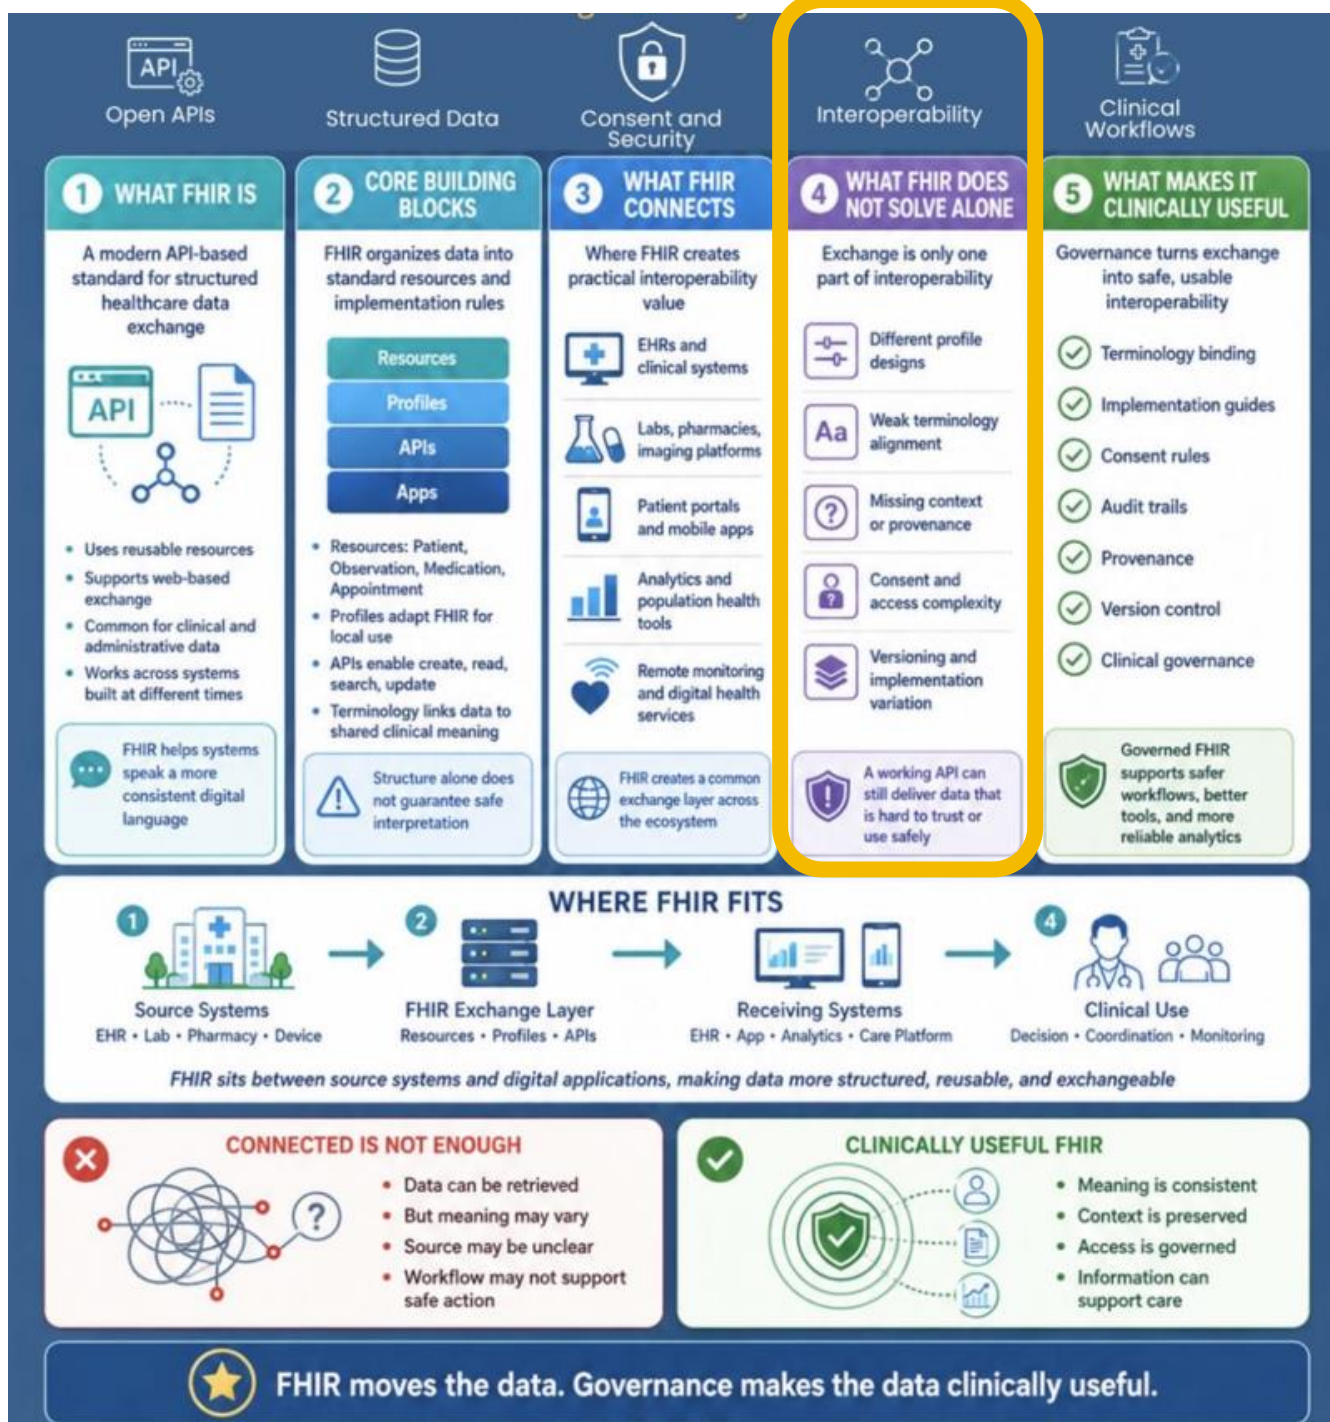 API
Open APIs
Structured Data
Consent and
Security
Interoperability
Clinical
Workflows
1 WHAT FHIR IS
A modern API-based
standard for structured
healthcare data
exchange
API
• Uses reusable resources
• Supports web-based
exchange
• Common for clinical and
administrative data
• Works across systems
built at different times
FHIR helps systems
speak a more
consistent digital
language
2 CORE BUILDING
BLOCKS
FHIR organizes data into
standard resources and
implementation rules
Resources
Profiles
APIs
Apps
• Resources: Patient,
Observation, Medication,
Appointment
• Profiles adapt FHIR for
local use
• APIs enable create, read,
search, update
• Terminology links data to
shared clinical meaning
Structure alone does
not guarantee safe
interpretation
3 WHAT FHIR
CONNECTS
Where FHIR creates
practical interoperability
value
EHRs and
clinical systems
Labs, pharmacies,
imaging platforms
Patient portals
and mobile apps
Analytics and
population health
tools
Remote monitoring
and digital health
services
FHIR creates a common
exchange layer across
the ecosystem
4 WHAT FHIR DOES
NOT SOLVE ALONE
Exchange is only one
part of interoperability
Different profile
designs
Aa
Weak terminology
alignment
?
Missing context
or provenance
?
Consent and
access complexity
Versioning and
implementation
variation
!
A working API can
still deliver data that
is hard to trust or
use safely
5 WHAT MAKES IT
CLINICALLY USEFUL
Governance turns exchange
into safe, usable
interoperability
Terminology binding
Implementation guides
Consent rules
Audit trails
Provenance
Version control
Clinical governance
Governed FHIR
supports safer
workflows, better
tools, and more
reliable analytics
WHERE FHIR FITS
1
Source Systems
EHR • Lab • Pharmacy • Device
2
FHIR Exchange Layer
Resources • Profiles • APIs
Receiving Systems
EHR • App • Analytics • Care Platform
4
Clinical Use
Decision • Coordination • Monitoring
FHIR sits between source systems and digital applications, making data more structured, reusable, and exchangeable
CONNECTED IS NOT ENOUGH
?
• Data can be retrieved
• But meaning may vary
• Source may be unclear
• Workflow may not support
safe action
CLINICALLY USEFUL FHIR
• Meaning is consistent
• Context is preserved
• Access is governed
• Information can
support care
FHIR moves the data. Governance makes the data clinically useful.